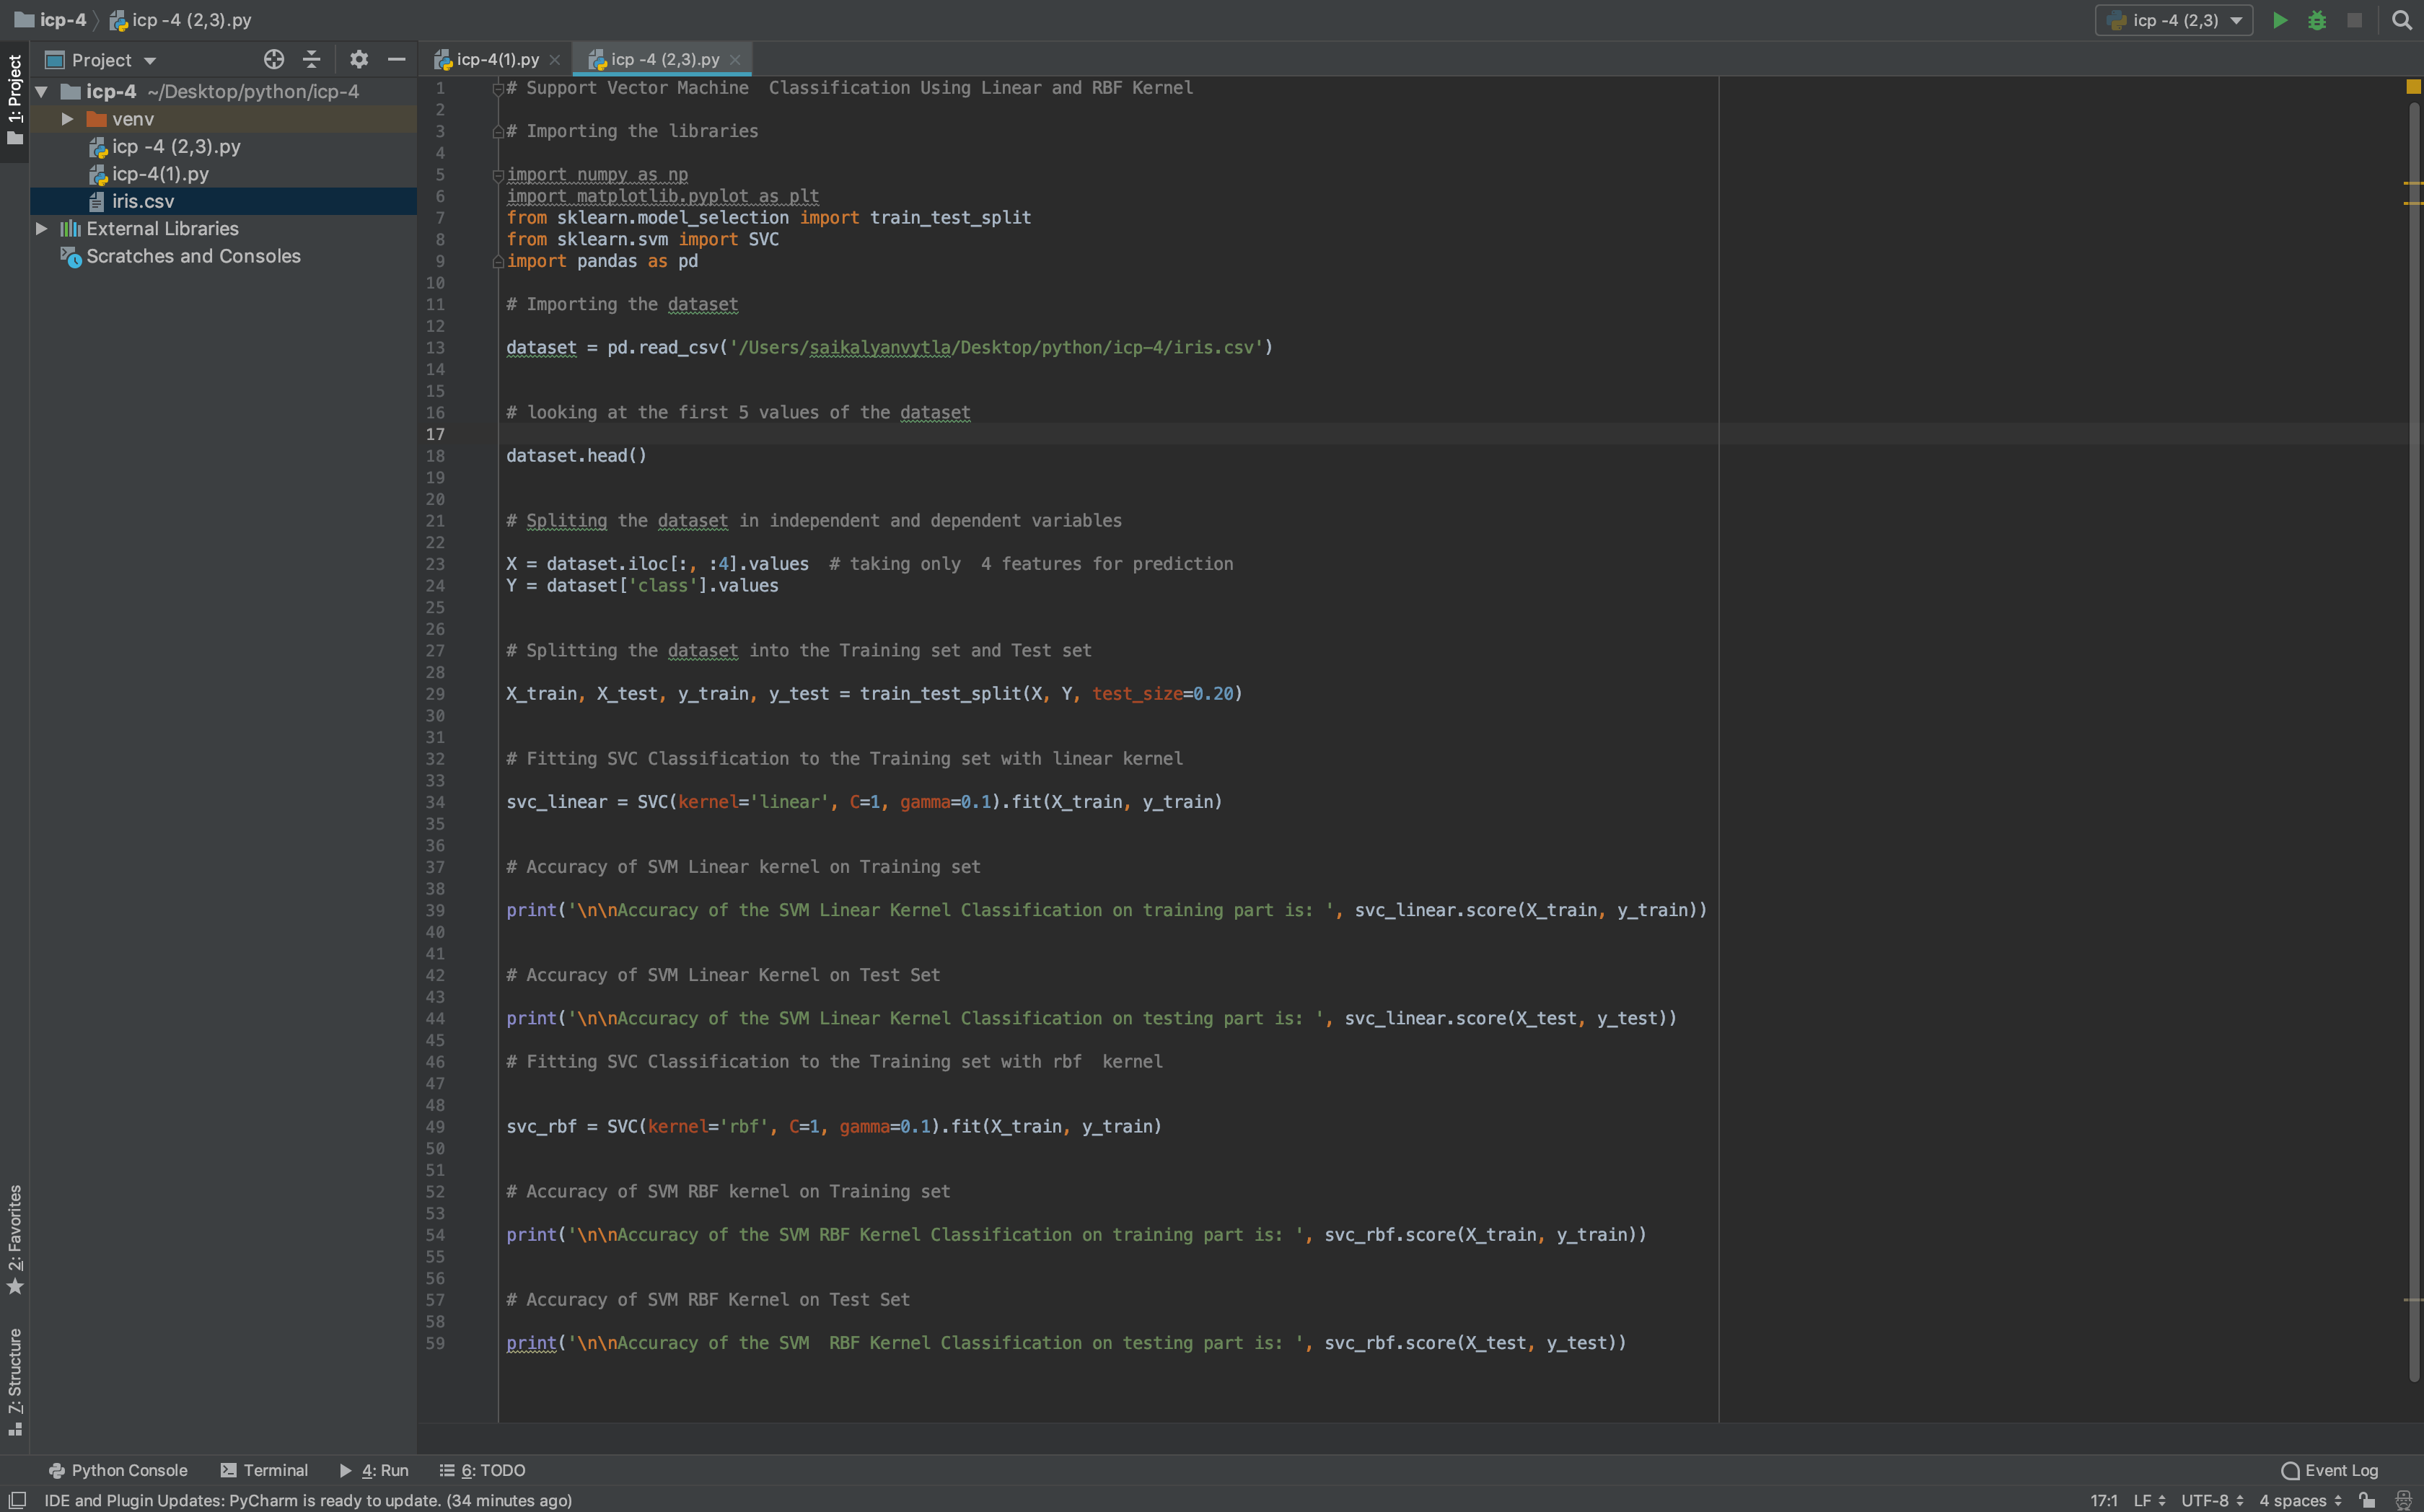 icp-4 icp -4 (2,3).py icp -4 (2,3)
1: Project
Project
icp-4 ~/Desktop/python/icp-4
venv
icp -4 (2,3).py
icp-4(1).py
iris.csv
External Libraries
Scratches and Consoles
2: Favorites
7: Structure
icp-4(1).py icp -4 (2,3).py
1 # Support Vector Machine  Classification Using Linear and RBF Kernel
2
3 # Importing the libraries
4
5 import numpy as np
6 import matplotlib.pyplot as plt
7 from sklearn.model_selection import train_test_split
8 from sklearn.svm import SVC
9 import pandas as pd
10
11 # Importing the dataset
12
13 dataset = pd.read_csv('/Users/saikalyanvytla/Desktop/python/icp-4/iris.csv')
14
15
16 # looking at the first 5 values of the dataset
17
18 dataset.head()
19
20
21 # Spliting the dataset in independent and dependent variables
22
23 X = dataset.iloc[:, :4].values  # taking only  4 features for prediction
24 Y = dataset['class'].values
25
26
27 # Splitting the dataset into the Training set and Test set
28
29 X_train, X_test, y_train, y_test = train_test_split(X, Y, test_size=0.20)
30
31
32 # Fitting SVC Classification to the Training set with linear kernel
33
34 svc_linear = SVC(kernel='linear', C=1, gamma=0.1).fit(X_train, y_train)
35
36
37 # Accuracy of SVM Linear kernel on Training set
38
39 print('\n\nAccuracy of the SVM Linear Kernel Classification on training part is: ', svc_linear.score(X_train, y_train))
40
41
42 # Accuracy of SVM Linear Kernel on Test Set
43
44 print('\n\nAccuracy of the SVM Linear Kernel Classification on testing part is: ', svc_linear.score(X_test, y_test))
45
46 # Fitting SVC Classification to the Training set with rbf  kernel
47
48
49 svc_rbf = SVC(kernel='rbf', C=1, gamma=0.1).fit(X_train, y_train)
50
51
52 # Accuracy of SVM RBF kernel on Training set
53
54 print('\n\nAccuracy of the SVM RBF Kernel Classification on training part is: ', svc_rbf.score(X_train, y_train))
55
56
57 # Accuracy of SVM RBF Kernel on Test Set
58
59 print('\n\nAccuracy of the SVM  RBF Kernel Classification on testing part is: ', svc_rbf.score(X_test, y_test))
Python Console Terminal 4: Run 6: TODO Event Log
IDE and Plugin Updates: PyCharm is ready to update. (34 minutes ago) 17:1 LF UTF-8 4 spaces